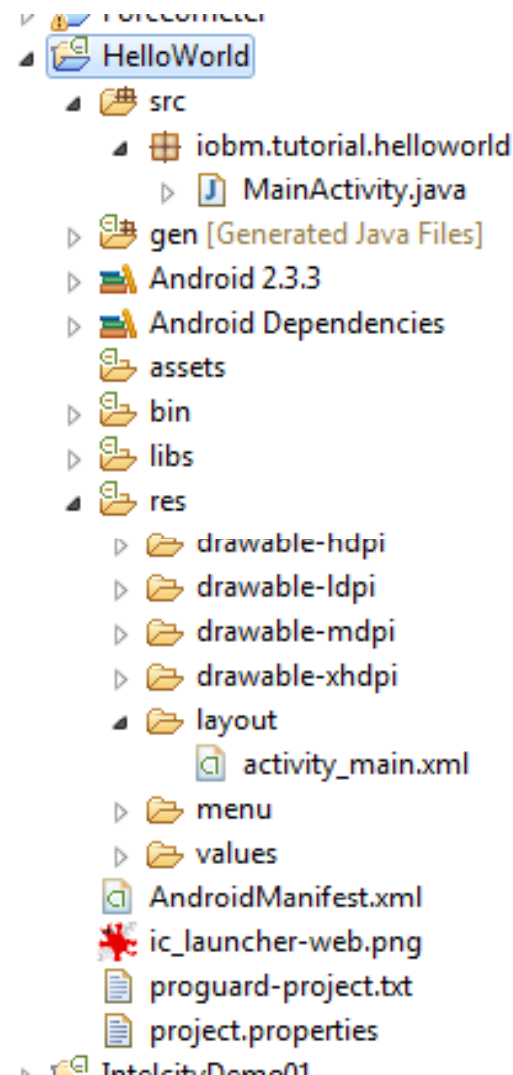 Forecometer
HelloWorld
src
iobm.tutorial.helloworld
MainActivity.java
gen [Generated Java Files]
Android 2.3.3
Android Dependencies
assets
bin
libs
res
drawable-hdpi
drawable-ldpi
drawable-mdpi
drawable-xhdpi
layout
activity_main.xml
menu
values
AndroidManifest.xml
ic_launcher-web.png
proguard-project.txt
project.properties
IntelcityDemo01